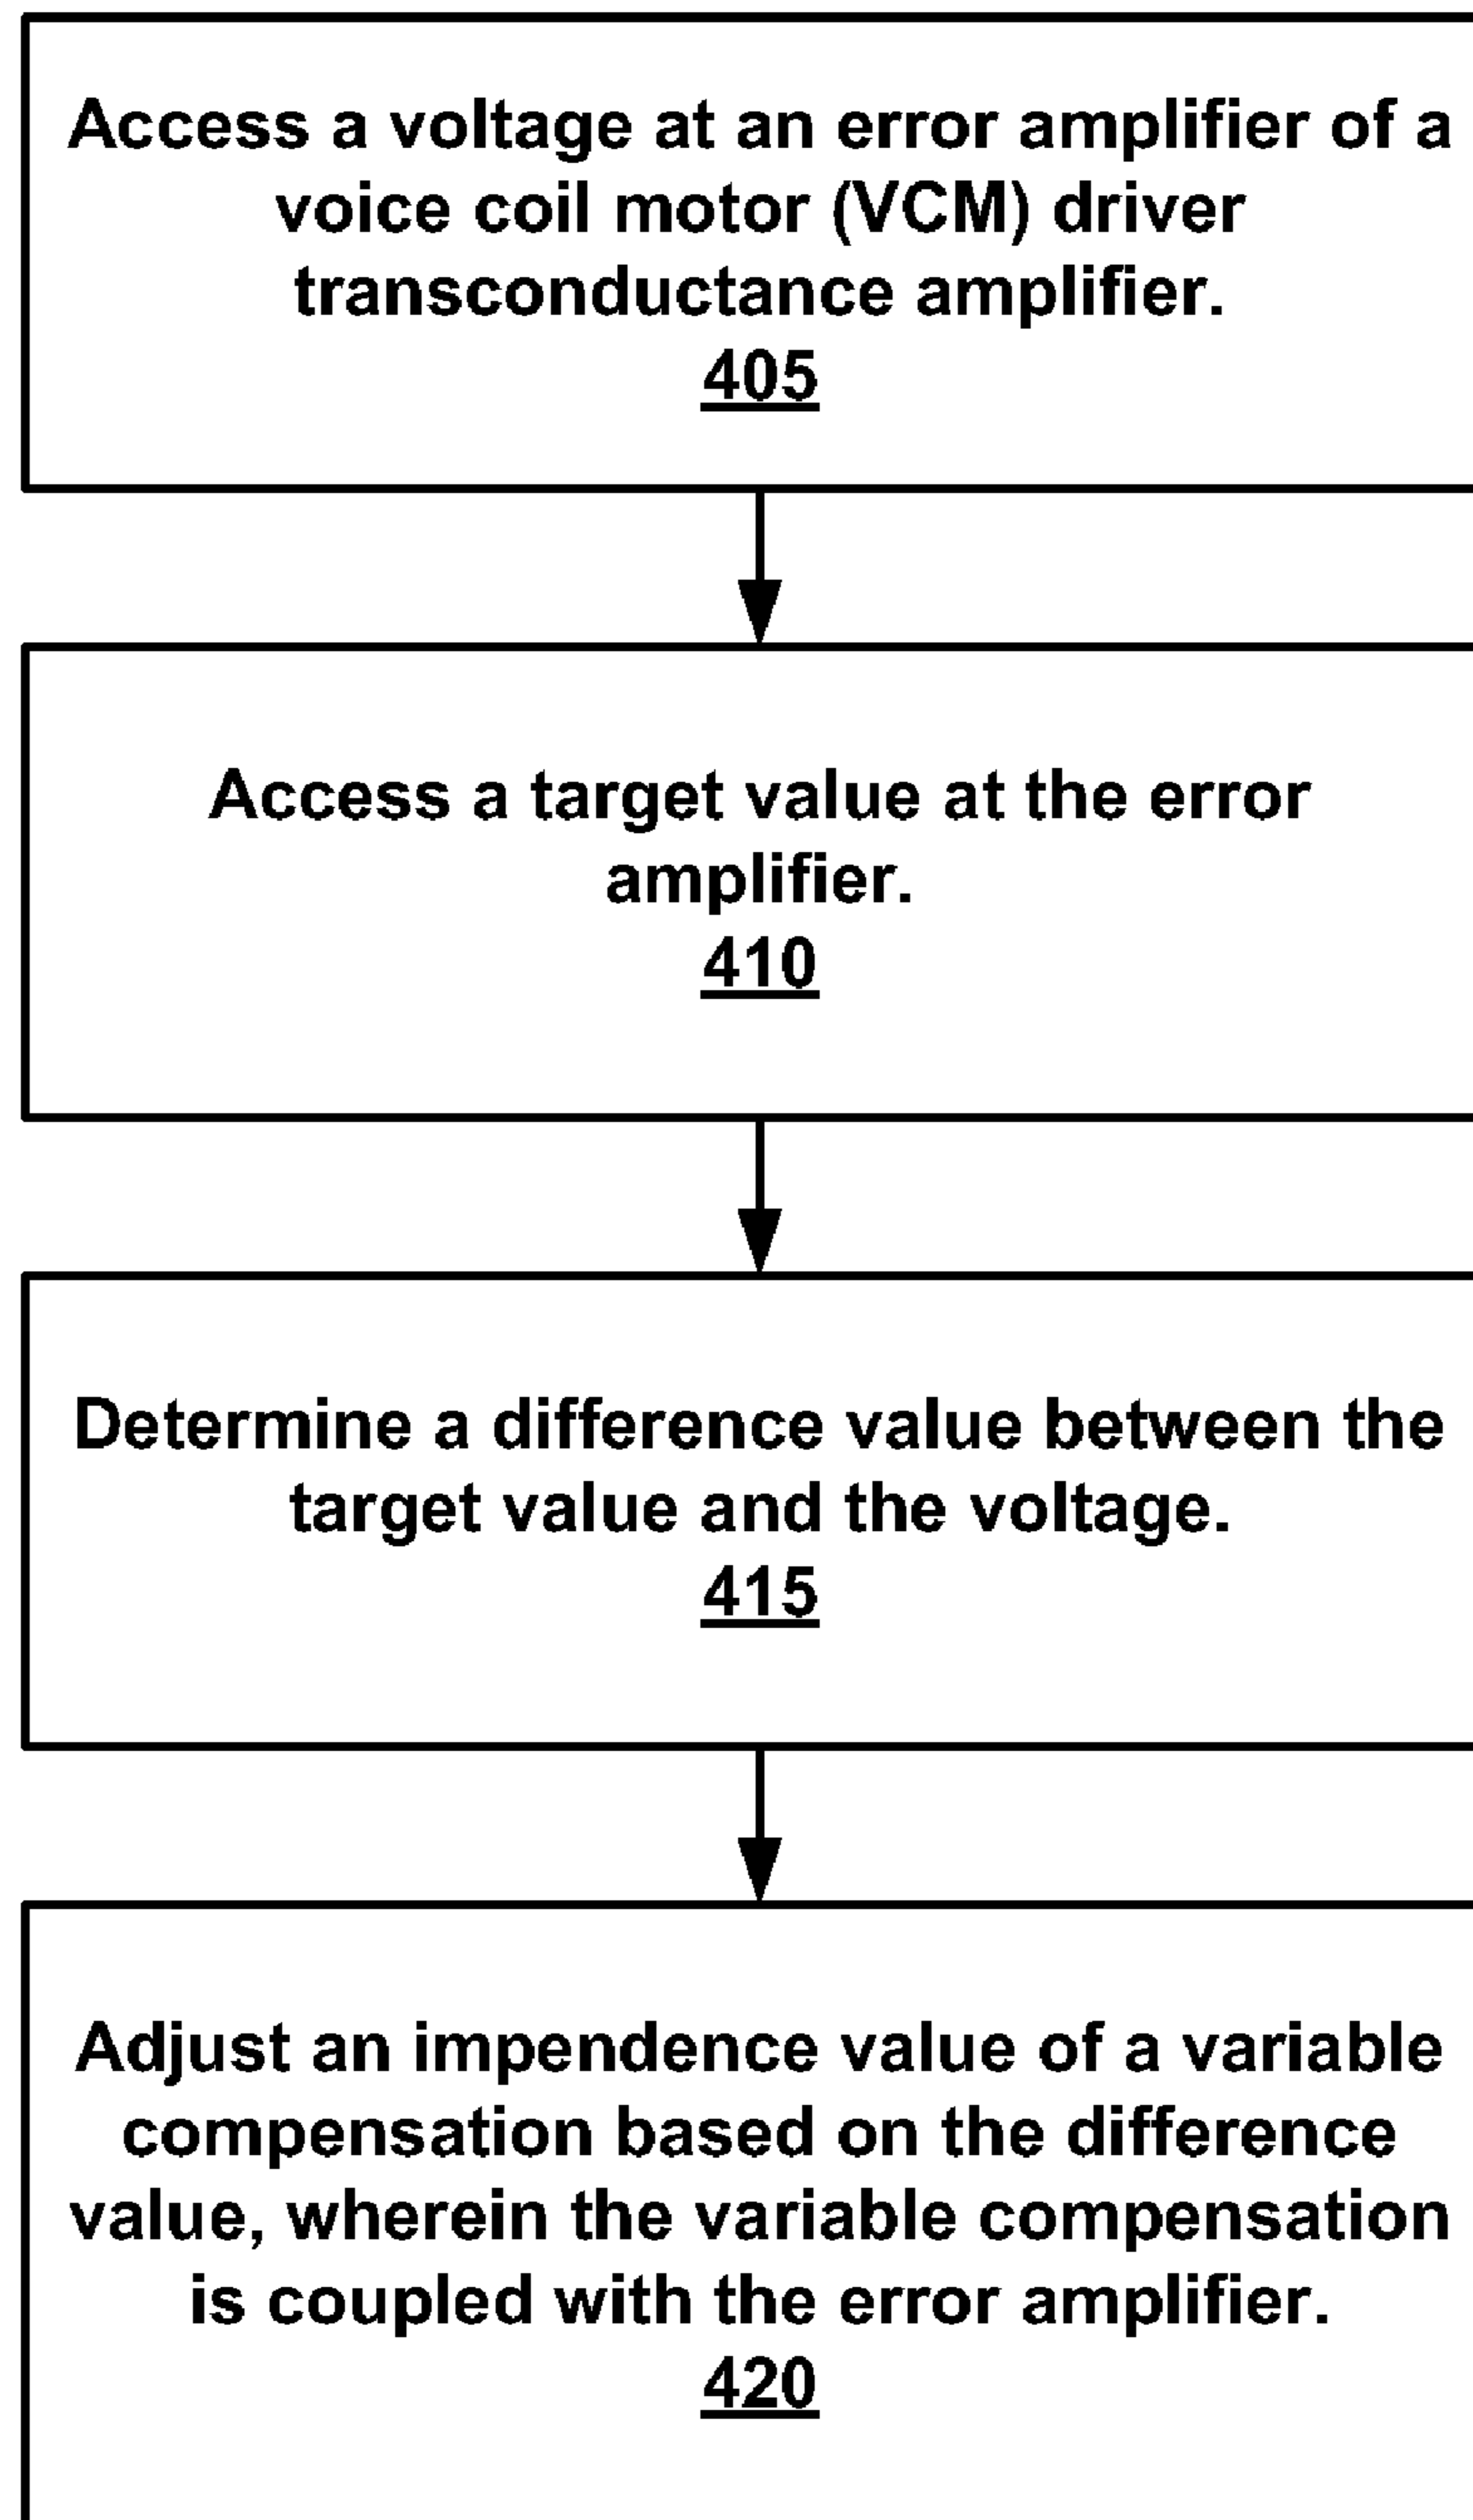 Access a voltage at an error amplifier of a
voice coil motor (VCM) driver
transconductance amplifier.
405
Access a target value at the error
amplifier.
410
Determine a difference value between the
target value and the voltage.
415
Adjust an impendence value of a variable
compensation based on the difference
value, wherein the variable compensation
is coupled with the error amplifier.
420